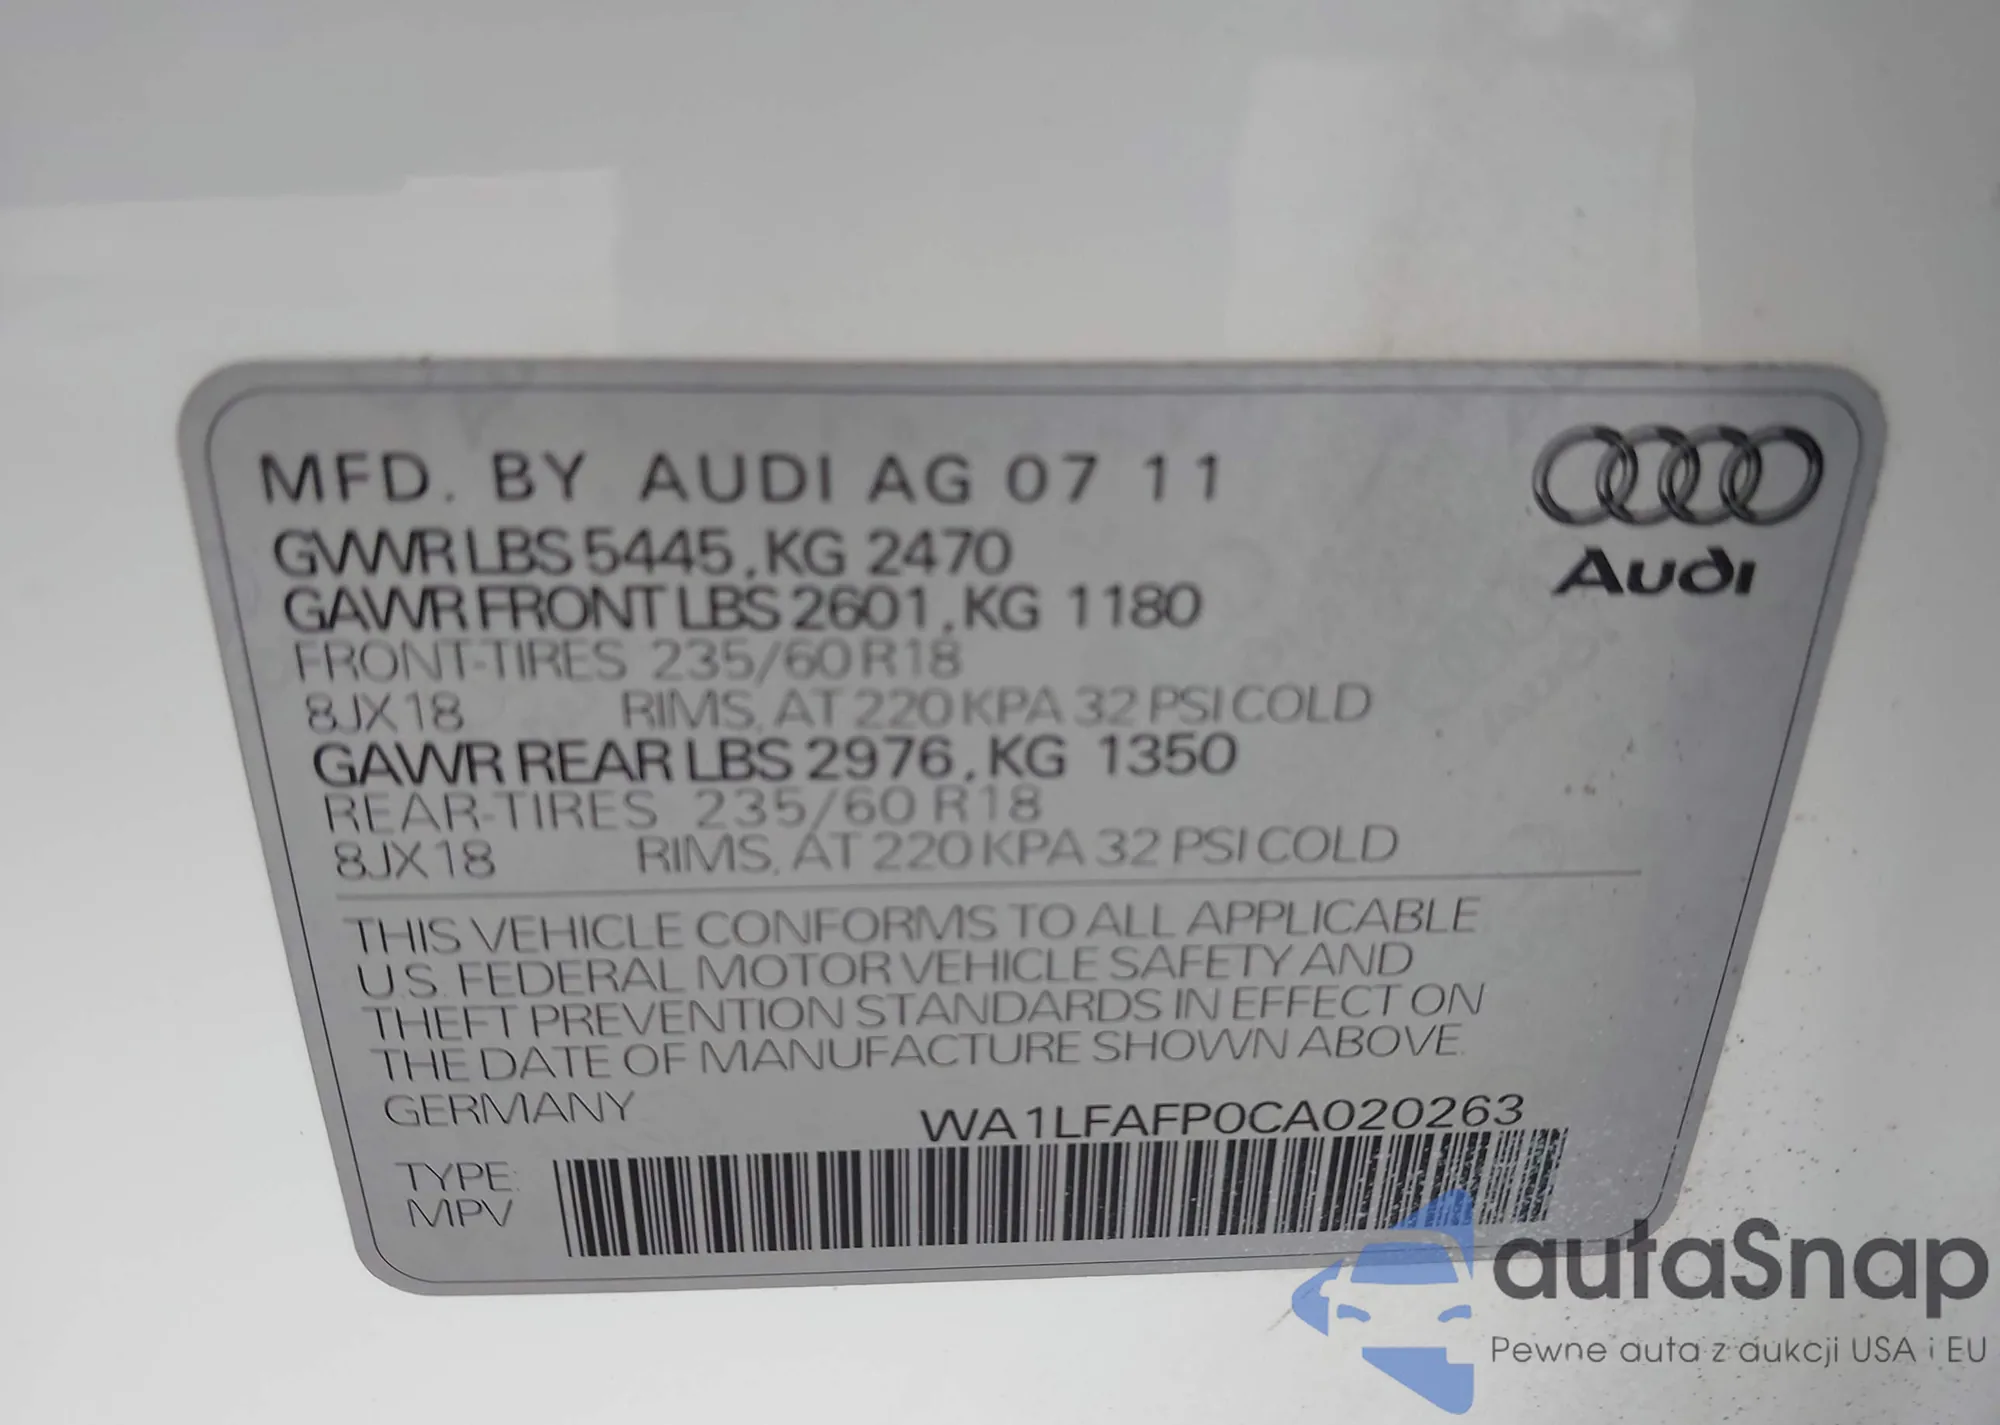 MFD. BY AUDI AG 07 11
GVWR LBS 5445, KG 2470
GAWR FRONT LBS 2601, KG 1180
FRONT-TIRES 235/60 R18
8JX18 RIMS, AT 220 KPA 32 PSI COLD
GAWR REAR LBS 2976, KG 1350
REAR-TIRES 235/60 R18
8JX18 RIMS, AT 220 KPA 32 PSI COLD
Audi
THIS VEHICLE CONFORMS TO ALL APPLICABLE
U.S. FEDERAL MOTOR VEHICLE SAFETY AND
THEFT PREVENTION STANDARDS IN EFFECT ON
THE DATE OF MANUFACTURE SHOWN ABOVE.
GERMANY
WA1LFAFP0CA020263
TYPE:
MPV
autaSnap
Pewne auta z aukcji USA i EU